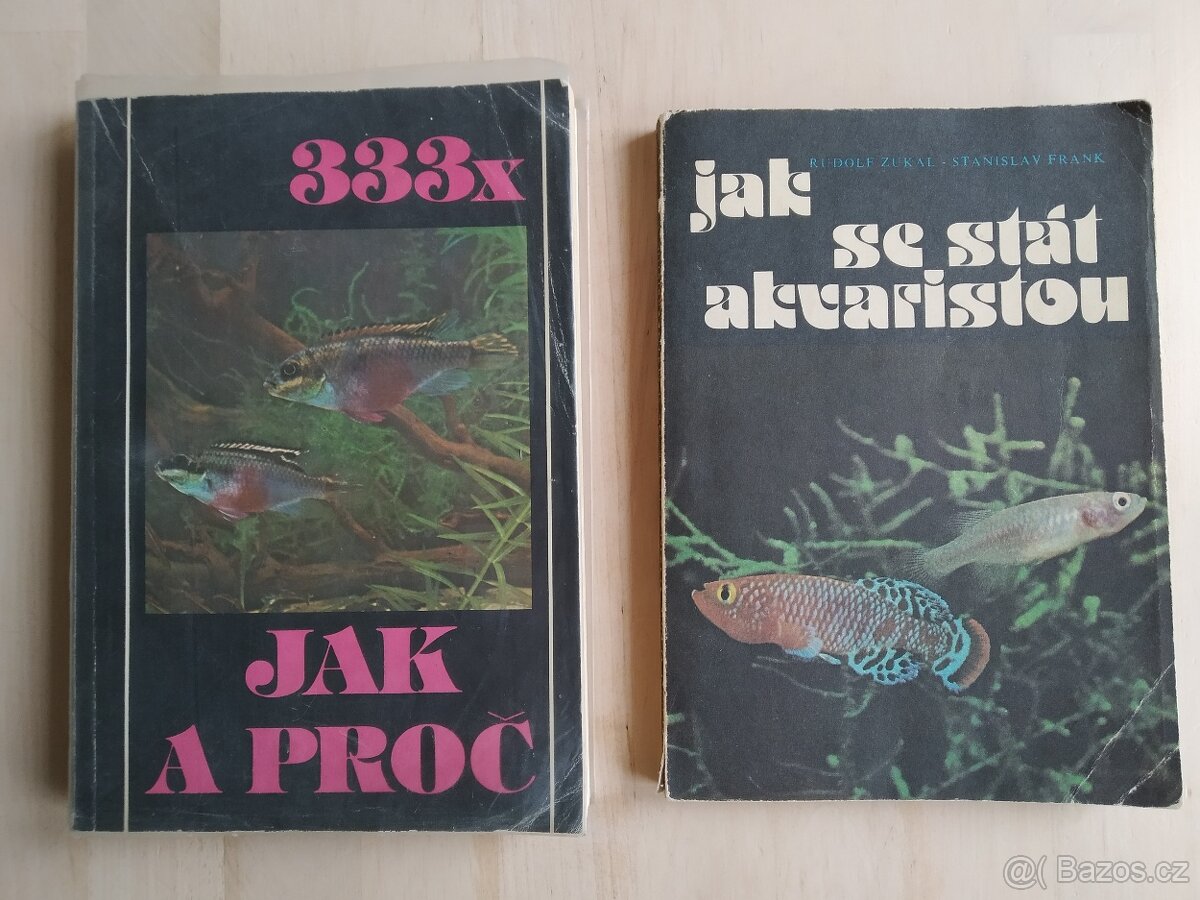 333x
JAK
A PROČ
RUDOLF ZUKAL - STANISLAV FRANK
jak
se stát
akvaristou
@( Bazos.cz